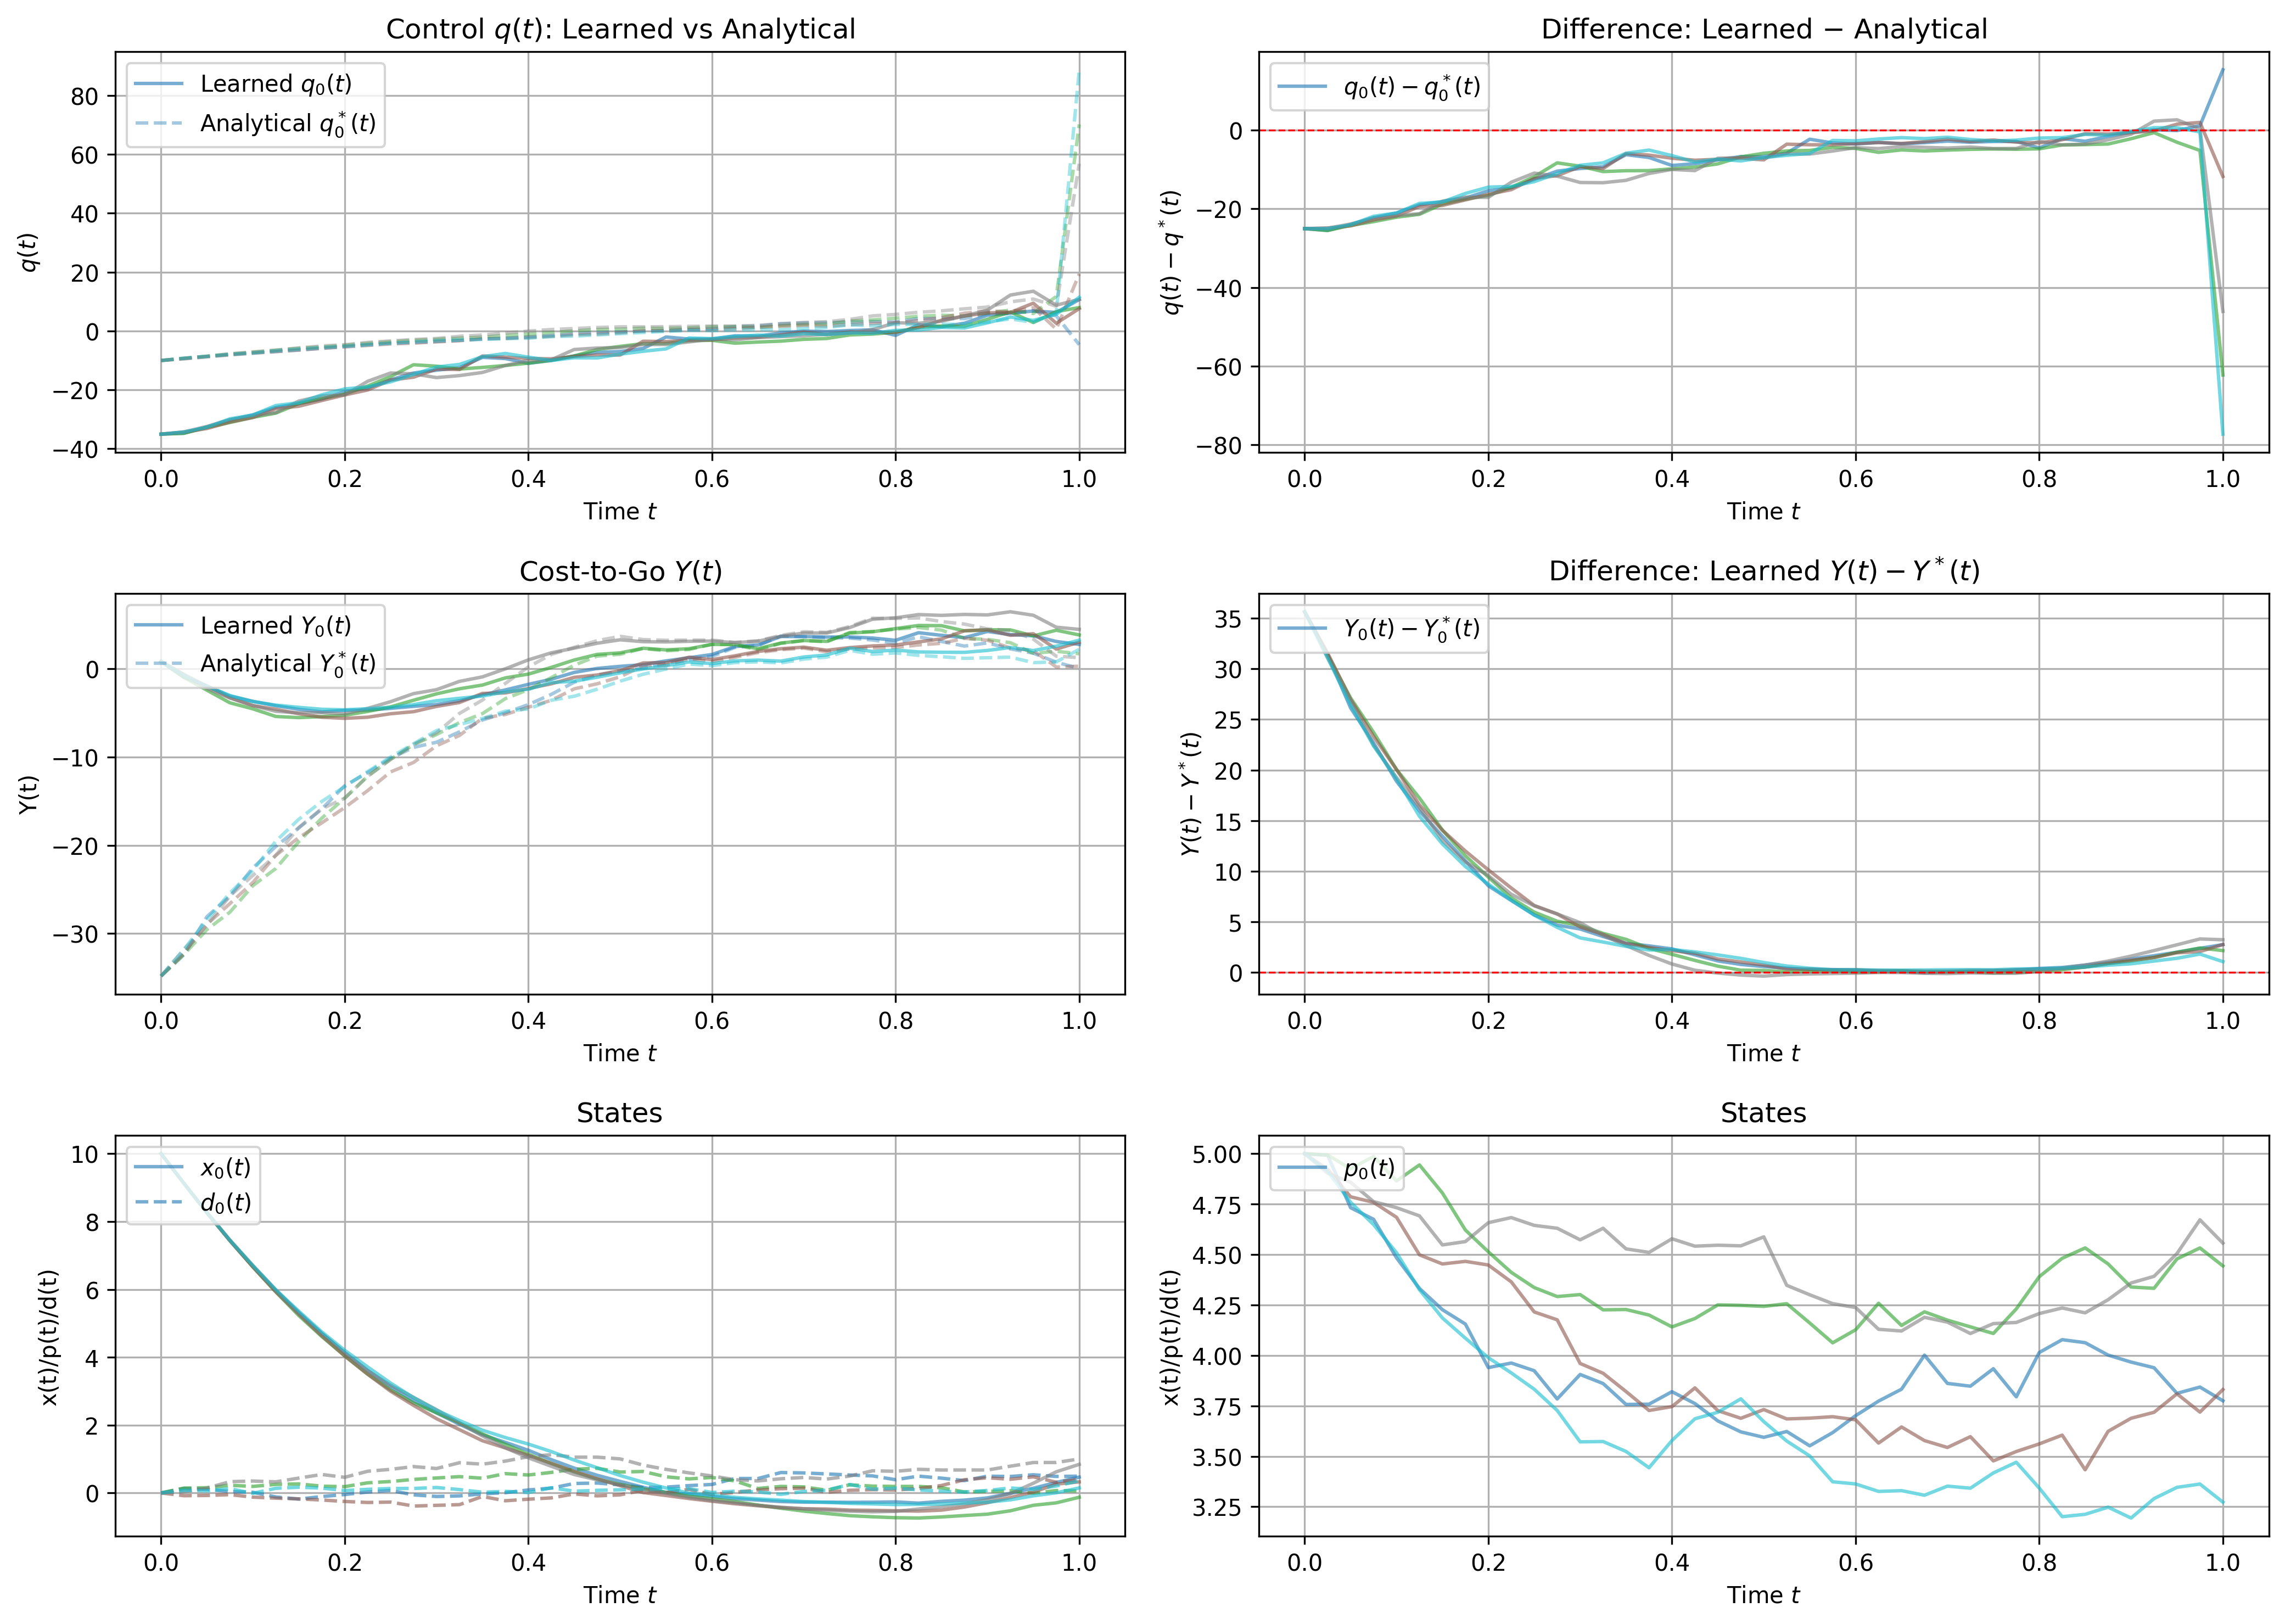 Control q(t): Learned vs Analytical
Learned q₀(t)
Analytical q₀*(t)
q(t)
80
60
40
20
0
−20
−40
0.0 0.2 0.4 0.6 0.8 1.0
Time t
Difference: Learned − Analytical
q₀(t) − q₀*(t)
q(t) − q*(t)
0
−20
−40
−60
−80
0.0 0.2 0.4 0.6 0.8 1.0
Time t
Cost-to-Go Y(t)
Learned Y₀(t)
Analytical Y₀*(t)
Y(t)
0
−10
−20
−30
0.0 0.2 0.4 0.6 0.8 1.0
Time t
Difference: Learned Y(t) − Y*(t)
Y₀(t) − Y₀*(t)
Y(t) − Y*(t)
35
30
25
20
15
10
5
0
0.0 0.2 0.4 0.6 0.8 1.0
Time t
States
x₀(t)
d₀(t)
x(t)/p(t)/d(t)
10
8
6
4
2
0
0.0 0.2 0.4 0.6 0.8 1.0
Time t
States
p₀(t)
x(t)/p(t)/d(t)
5.00
4.75
4.50
4.25
4.00
3.75
3.50
3.25
0.0 0.2 0.4 0.6 0.8 1.0
Time t